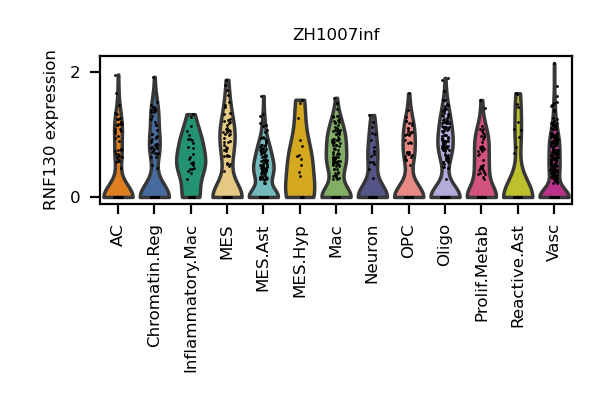 ZH1007inf
RNF130 expression
2
0
AC
Chromatin.Reg
Inflammatory.Mac
MES
MES.Ast
MES.Hyp
Mac
Neuron
OPC
Oligo
Prolif.Metab
Reactive.Ast
Vasc